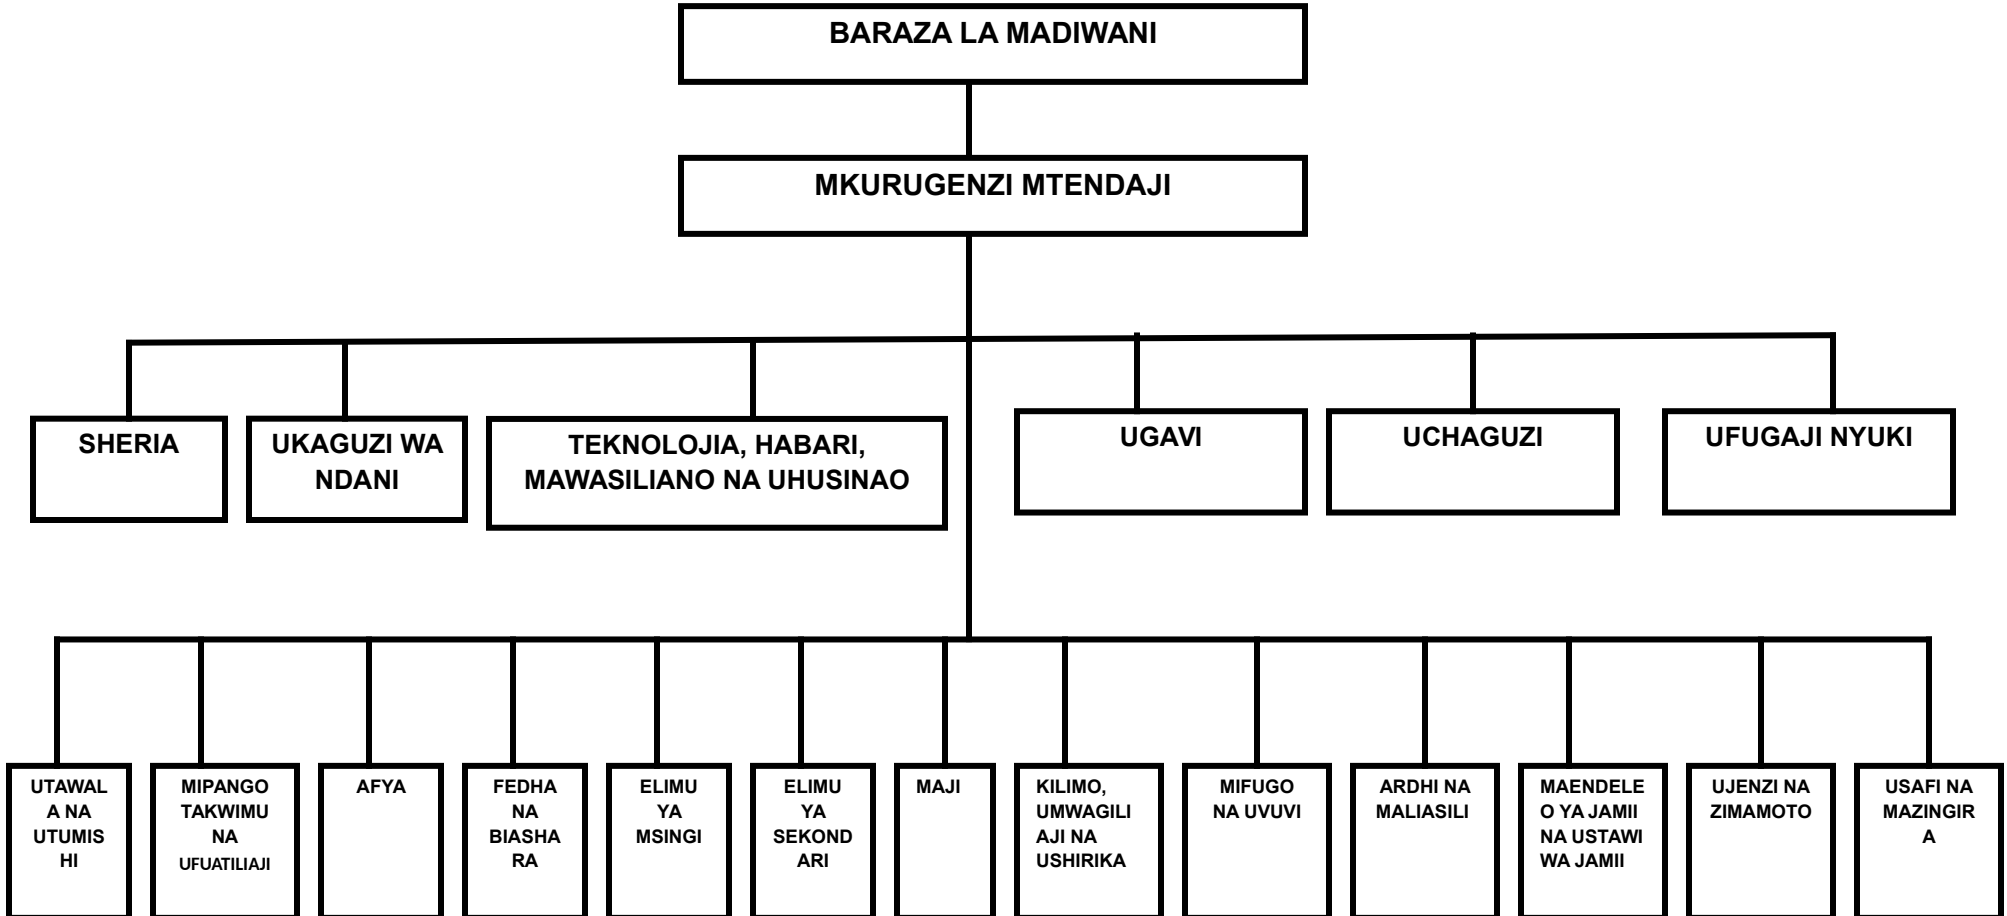 BARAZA LA MADIWANI
MKURUGENZI MTENDAJI
SHERIA
UKAGUZI WA
NDANI
TEKNOLOJIA, HABARI,
MAWASILIANO NA UHUSINAO
UGAVI
UCHAGUZI
UFUGAJI NYUKI
UTAWAL
A NA
UTUMIS
HI
MIPANGO
TAKWIMU
NA
UFUATILIAJI
AFYA
FEDHA
NA
BIASHA
RA
ELIMU
YA
MSINGI
ELIMU
YA
SEKOND
ARI
MAJI
KILIMO,
UMWAGILI
AJI NA
USHIRIKA
MIFUGO
NA UVUVI
ARDHI NA
MALIASILI
MAENDELE
O YA JAMII
NA USTAWI
WA JAMII
UJENZI NA
ZIMAMOTO
USAFI NA
MAZINGIR
A